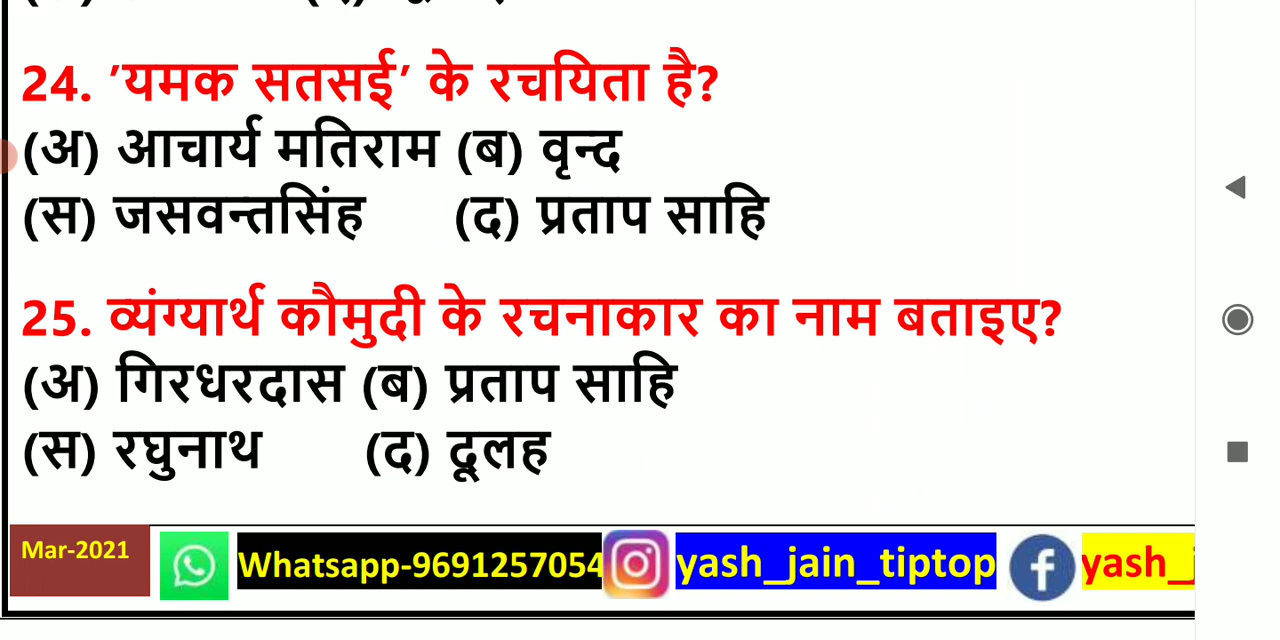 24. ’यमक सतसई’ के रचयिता है?
(अ) आचार्य मतिराम (ब) वृन्द
(स) जसवन्तसिंह (द) प्रताप साहि
25. व्यंग्यार्थ कौमुदी के रचनाकार का नाम बताइए?
(अ) गिरधरदास (ब) प्रताप साहि
(स) रघुनाथ (द) दूलह
Mar-2021 Whatsapp-9691257054 yash_jain_tiptop yash_j